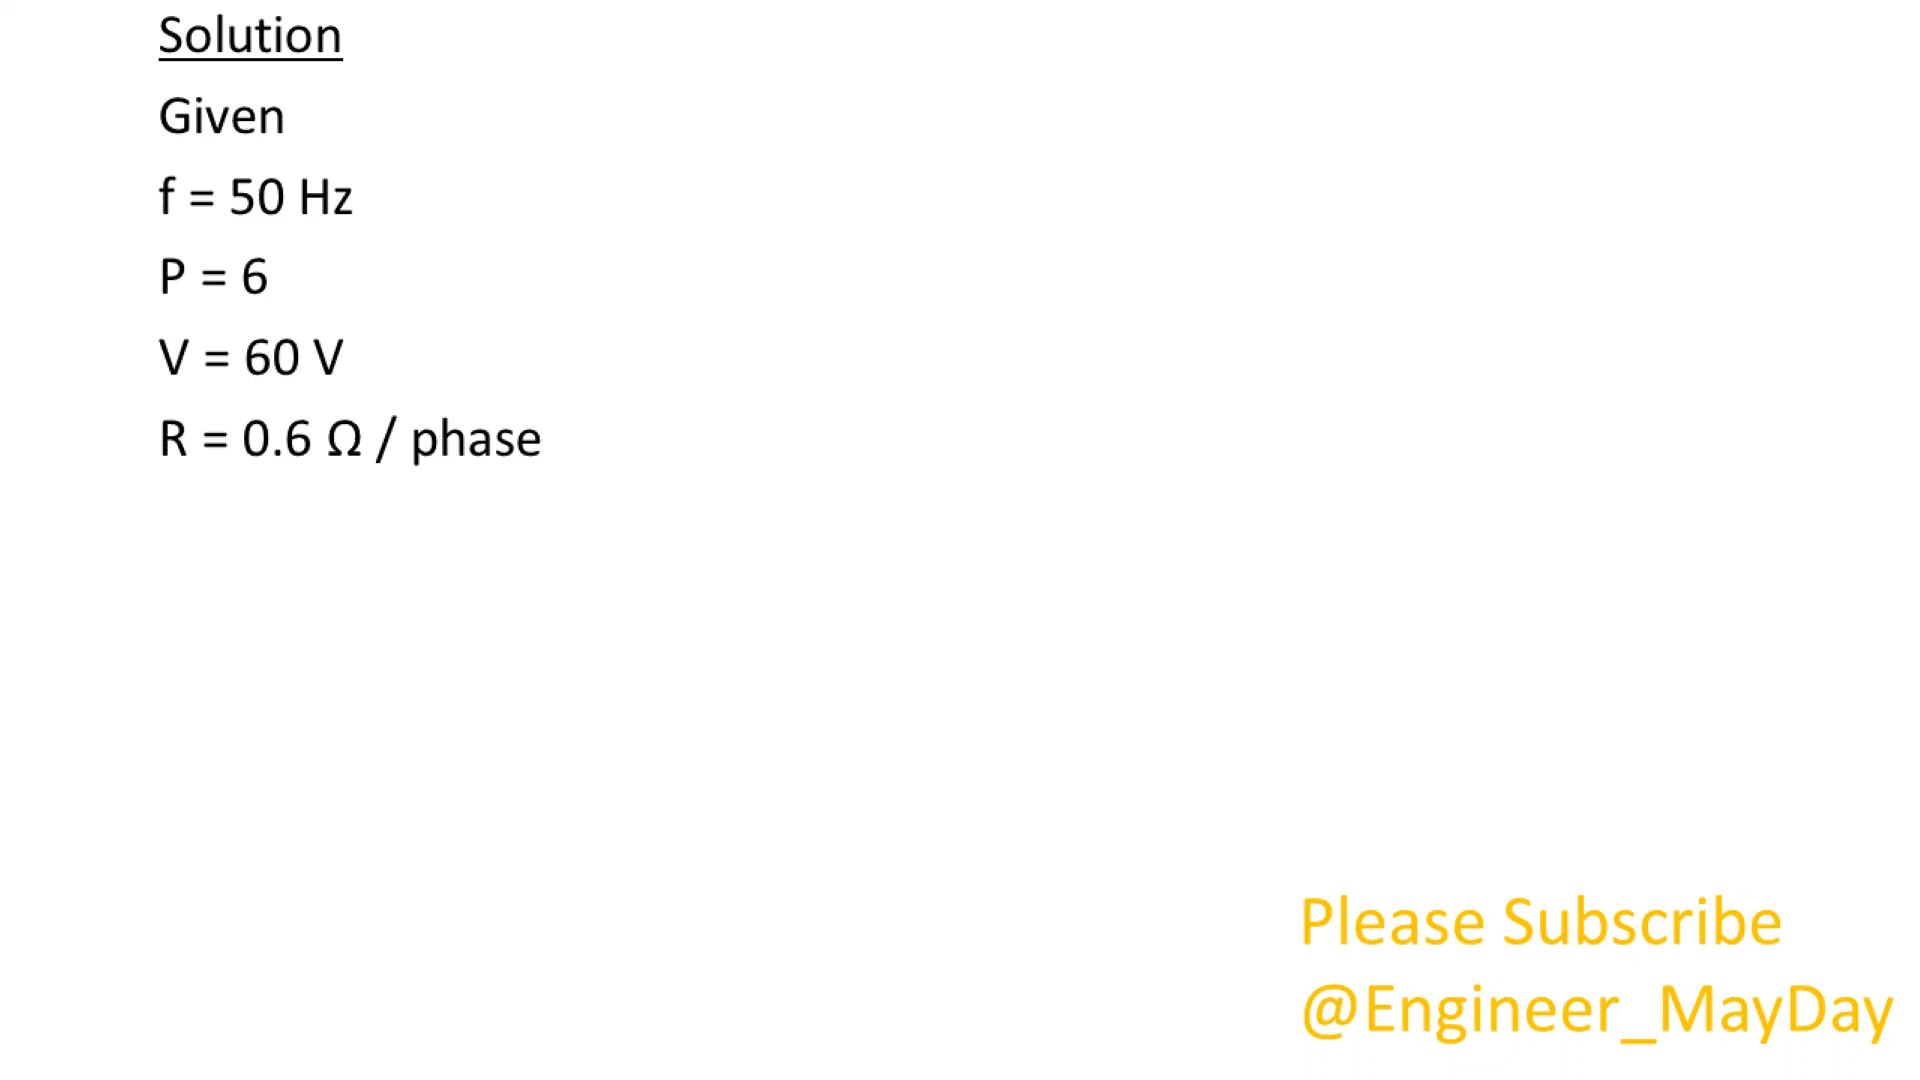 Solution
Given
f = 50 Hz
P = 6
V = 60 V
R = 0.6 Ω / phase
Please Subscribe
@Engineer_MayDay